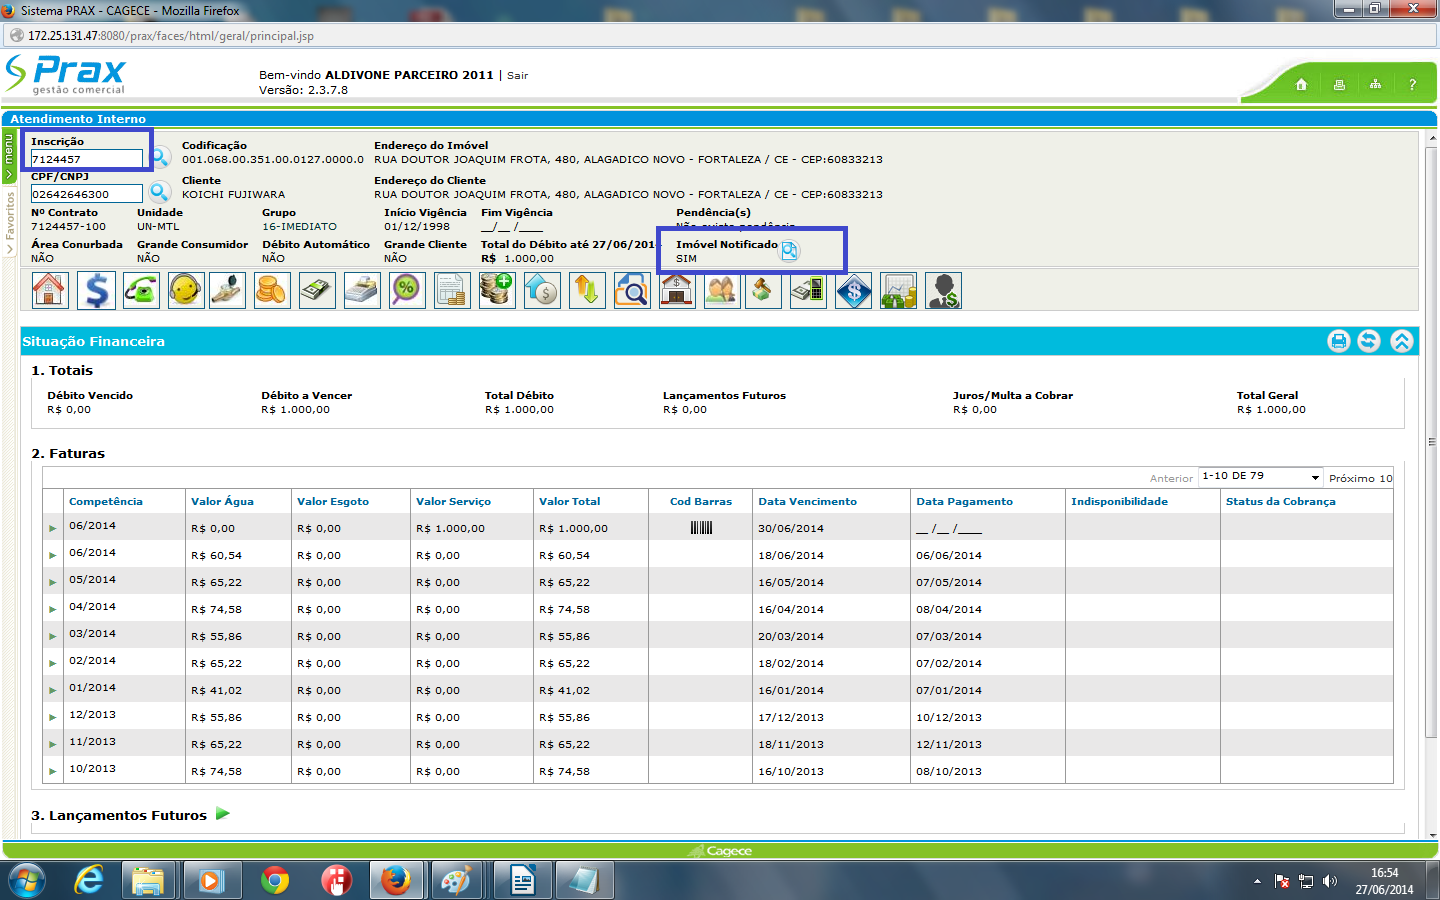 Sistema PRAX - CAGECE - Mozilla Firefox
172.25.131.47:8080/prax/faces/html/geral/principal.jsp
Prax
gestão comercial
Bem-vindo ALDIVONE PARCEIRO 2011 | Sair
Versão: 2.3.7.8
?
Atendimento Interno
menu
Favoritos
Inscrição Codificação Endereço do Imóvel
7124457 001.068.00.351.00.0127.0000.0 RUA DOUTOR JOAQUIM FROTA, 480, ALAGADICO NOVO - FORTALEZA / CE - CEP:60833213
CPF/CNPJ Cliente Endereço do Cliente
02642646300 KOICHI FUJIWARA RUA DOUTOR JOAQUIM FROTA, 480, ALAGADICO NOVO - FORTALEZA / CE - CEP:60833213
Nº Contrato Unidade Grupo Início Vigência Fim Vigência Pendência(s)
7124457-100 UN-MTL 16-IMEDIATO 01/12/1998 __/__ /____ Não existe pendência
Área Conurbada Grande Consumidor Débito Automático Grande Cliente Total do Débito até 27/06/2014 Imóvel Notificado
NÃO NÃO NÃO NÃO R$ 1.000,00 SIM
Situação Financeira
1. Totais
Débito Vencido Débito a Vencer Total Débito Lançamentos Futuros Juros/Multa a Cobrar Total Geral
R$ 0,00 R$ 1.000,00 R$ 1.000,00 R$ 0,00 R$ 0,00 R$ 1.000,00
2. Faturas
Anterior 1-10 DE 79 Próximo 10
Competência Valor Água Valor Esgoto Valor Serviço Valor Total Cod Barras Data Vencimento Data Pagamento Indisponibilidade Status da Cobrança
06/2014 R$ 0,00 R$ 0,00 R$ 1.000,00 R$ 1.000,00 30/06/2014 __ /__ /____
06/2014 R$ 60,54 R$ 0,00 R$ 0,00 R$ 60,54 18/06/2014 06/06/2014
05/2014 R$ 65,22 R$ 0,00 R$ 0,00 R$ 65,22 16/05/2014 07/05/2014
04/2014 R$ 74,58 R$ 0,00 R$ 0,00 R$ 74,58 16/04/2014 08/04/2014
03/2014 R$ 55,86 R$ 0,00 R$ 0,00 R$ 55,86 20/03/2014 07/03/2014
02/2014 R$ 65,22 R$ 0,00 R$ 0,00 R$ 65,22 18/02/2014 07/02/2014
01/2014 R$ 41,02 R$ 0,00 R$ 0,00 R$ 41,02 16/01/2014 07/01/2014
12/2013 R$ 55,86 R$ 0,00 R$ 0,00 R$ 55,86 17/12/2013 10/12/2013
11/2013 R$ 65,22 R$ 0,00 R$ 0,00 R$ 65,22 18/11/2013 12/11/2013
10/2013 R$ 74,58 R$ 0,00 R$ 0,00 R$ 74,58 16/10/2013 08/10/2013
3. Lançamentos Futuros
Cagece
16:54
27/06/2014